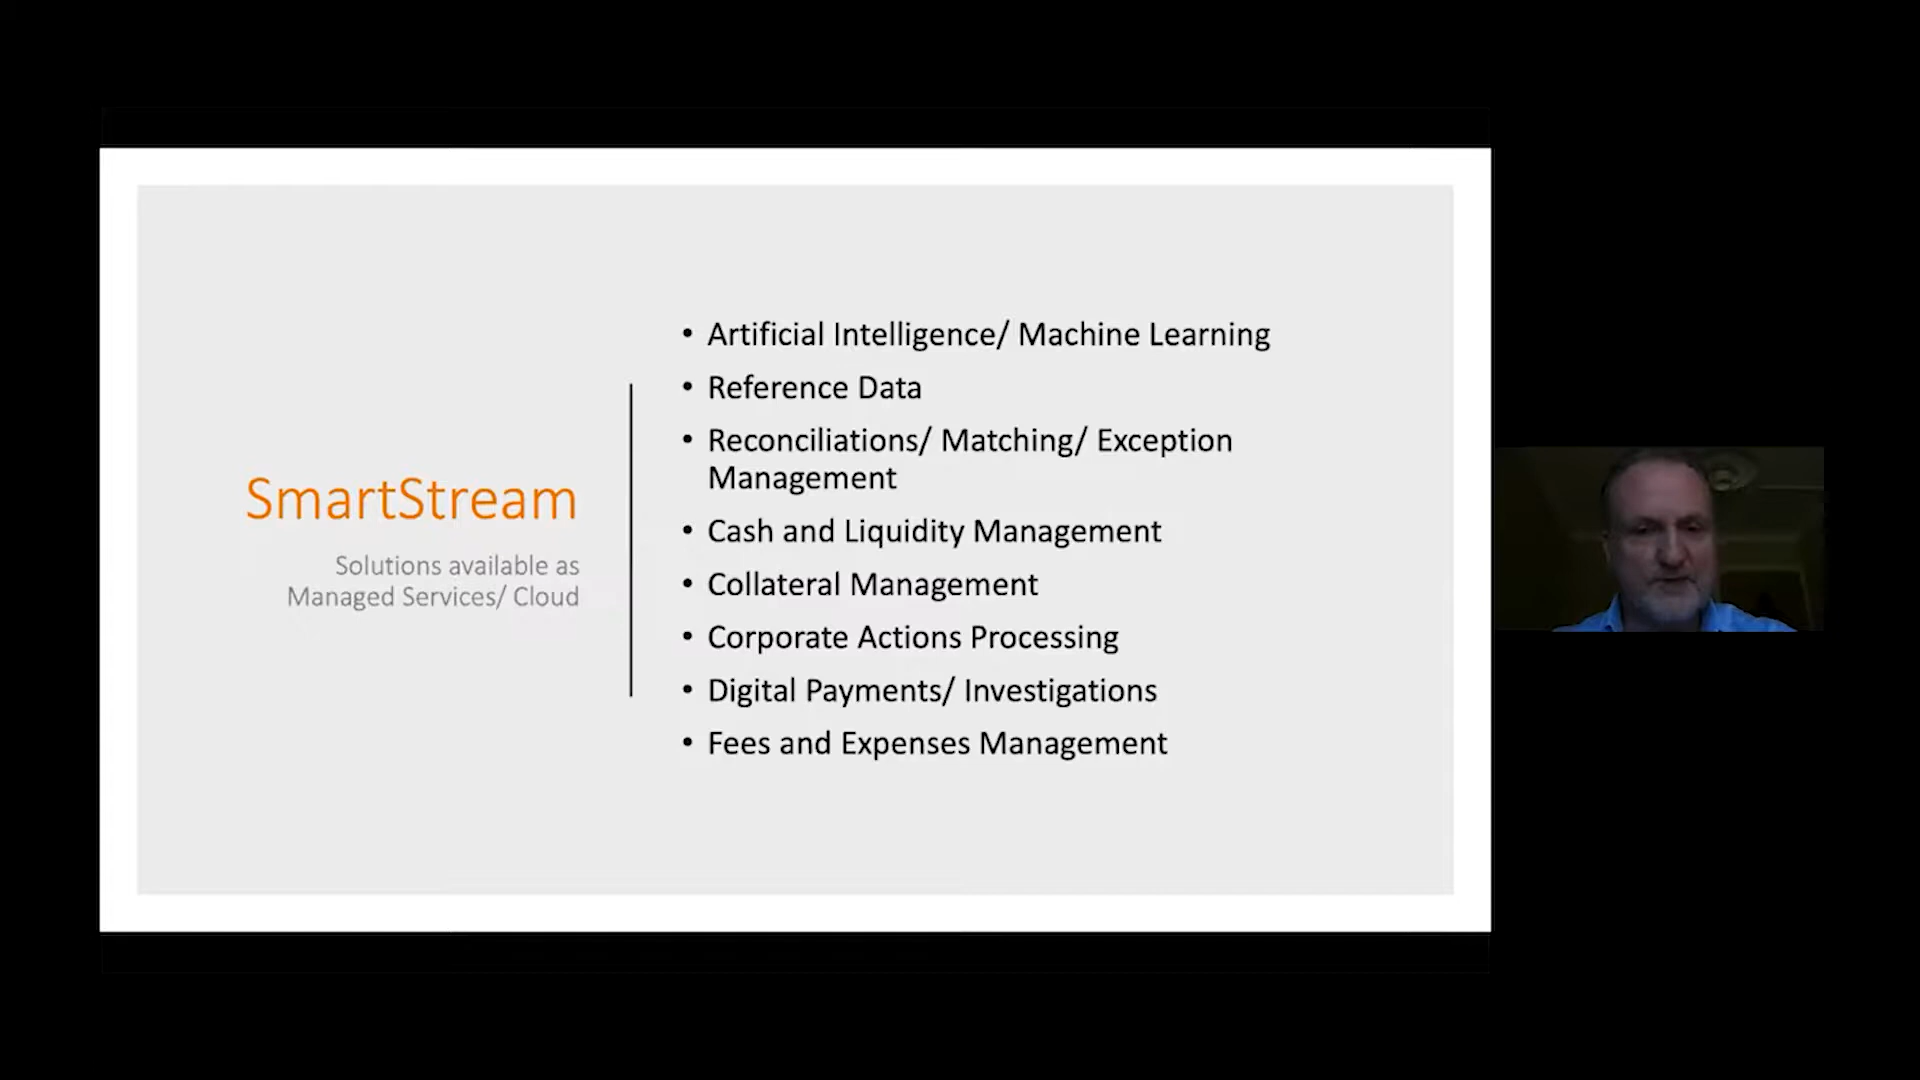 SmartStream
Solutions available as
Managed Services/ Cloud
• Artificial Intelligence/ Machine Learning
• Reference Data
• Reconciliations/ Matching/ Exception
Management
• Cash and Liquidity Management
• Collateral Management
• Corporate Actions Processing
• Digital Payments/ Investigations
• Fees and Expenses Management